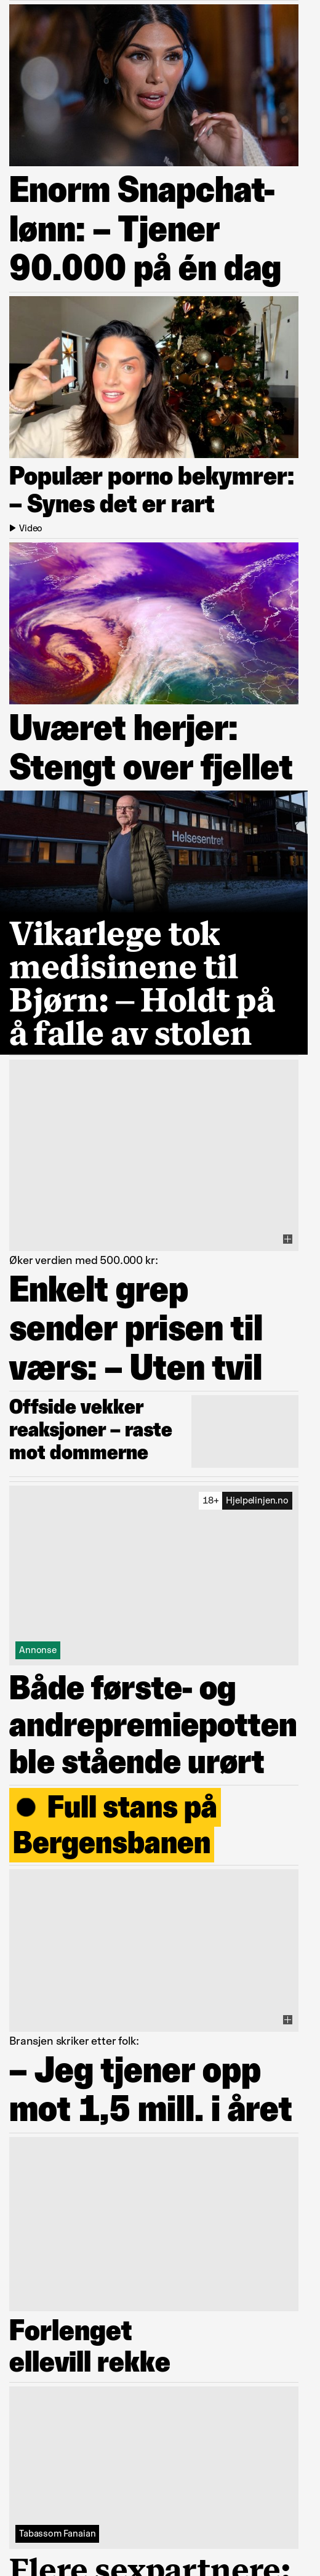 Enorm Snapchat-
lønn: – Tjener
90.000 på én dag
Populær porno bekymrer:
– Synes det er rart
Video
Uværet herjer:
Stengt over fjellet
Helsesentret
Vikarlege tok
medisinene til
Bjørn: – Holdt på
å falle av stolen
Øker verdien med 500.000 kr:
Enkelt grep
sender prisen til
værs: – Uten tvil
Offside vekker
reaksjoner – raste
mot dommerne
18+ Hjelpelinjen.no
Annonse
Både første- og
andrepremiepotten
ble stående urørt
Full stans på
Bergensbanen
Bransjen skriker etter folk:
– Jeg tjener opp
mot 1,5 mill. i året
Forlenget
ellevill rekke
Tabassom Fanaian
Flere sexpartnere: